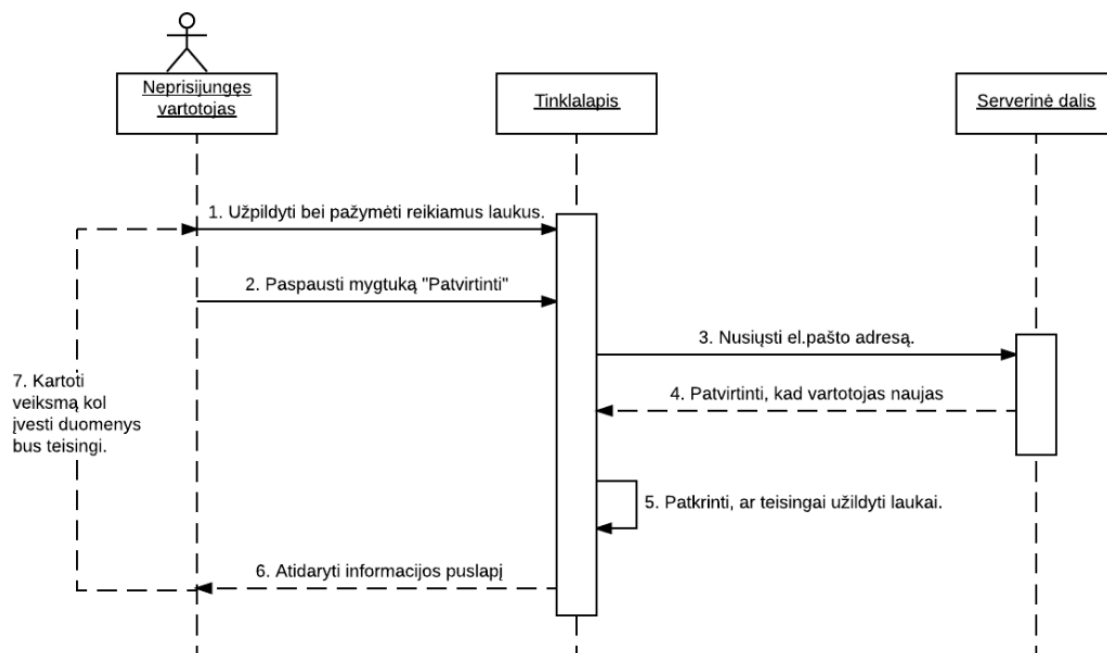 Neprisijungęs
vartotojas
Tinklalapis
Serverinė dalis
1. Užpildyti bei pažymėti reikiamus laukus.
2. Paspausti mygtuką "Patvirtinti"
3. Nusiųsti el.pašto adresą.
4. Patvirtinti, kad vartotojas naujas
5. Patkrinti, ar teisingai užildyti laukai.
6. Atidaryti informacijos puslapį
7. Kartoti
veiksmą kol
įvesti duomenys
bus teisingi.